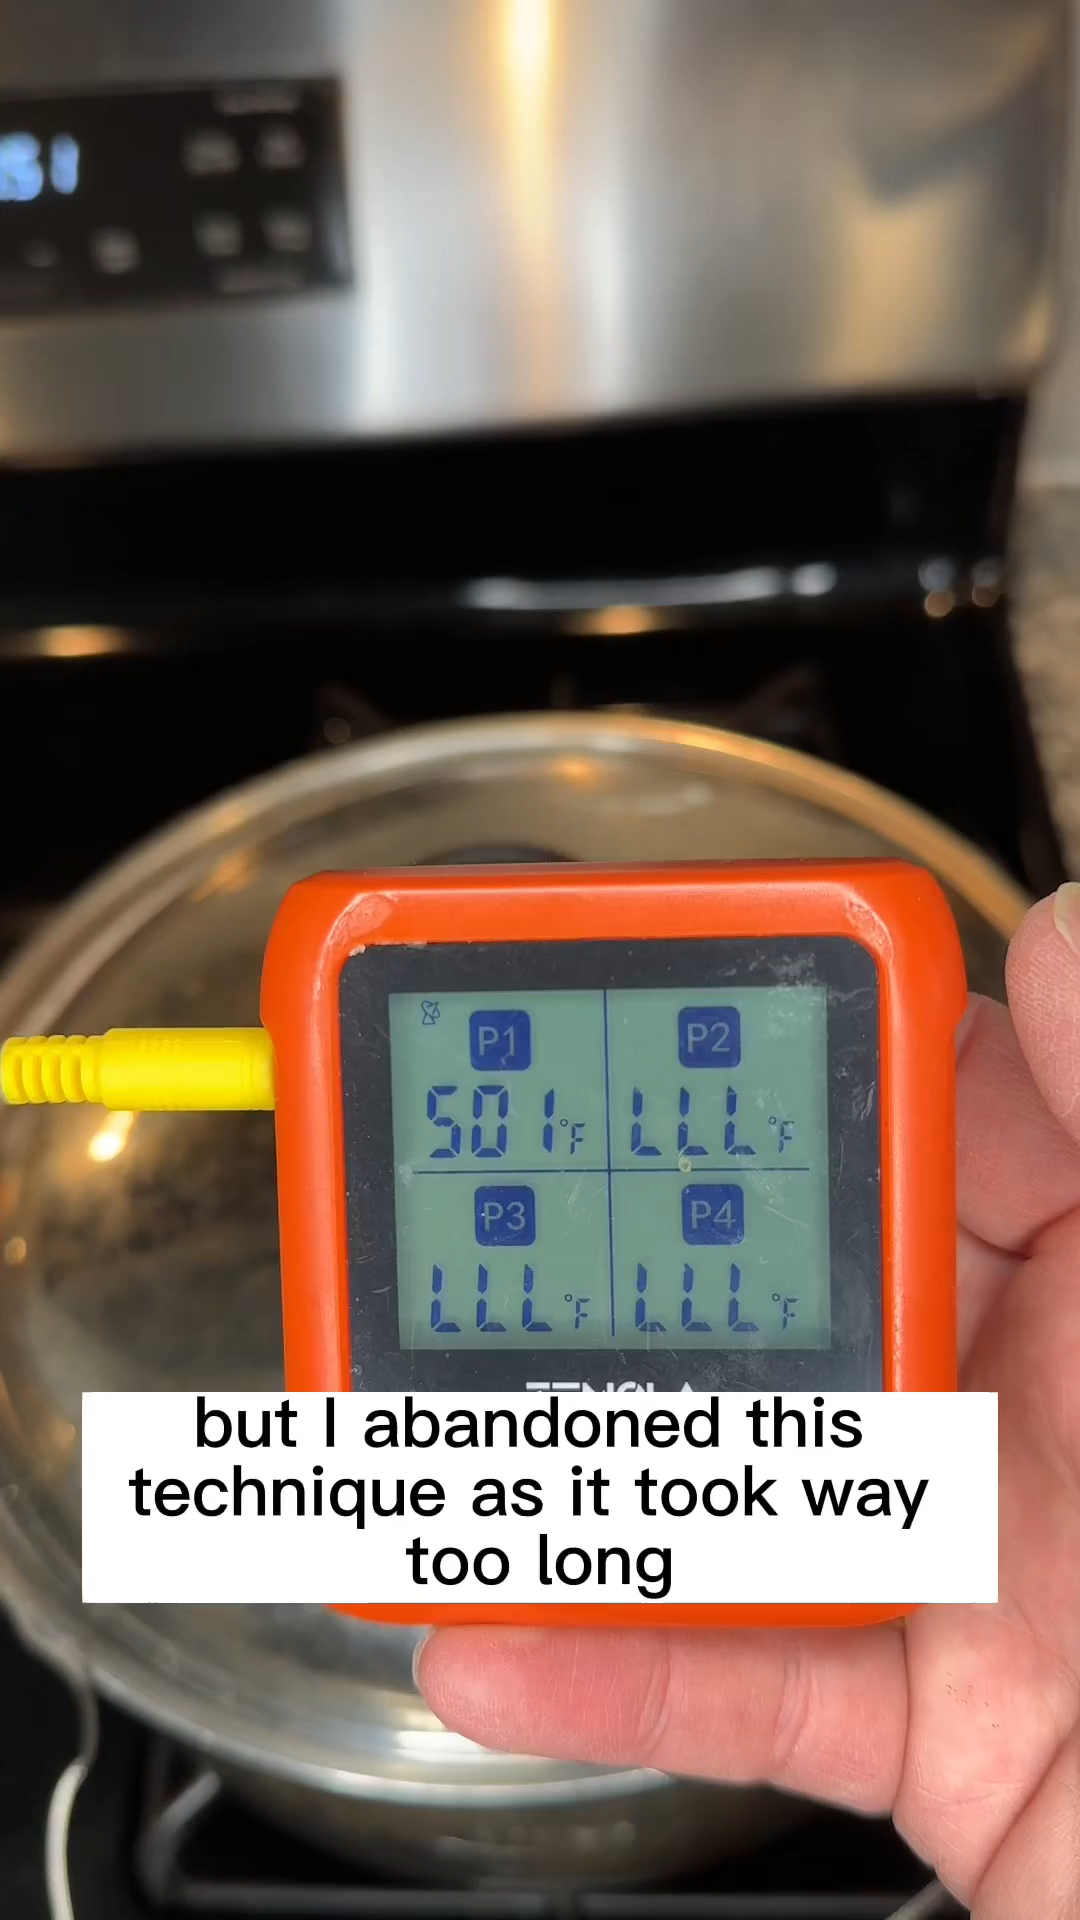 P1 P2
501°F LLL°F
P3 P4
LLL°F LLL°F
but I abandoned this
technique as it took way
too long